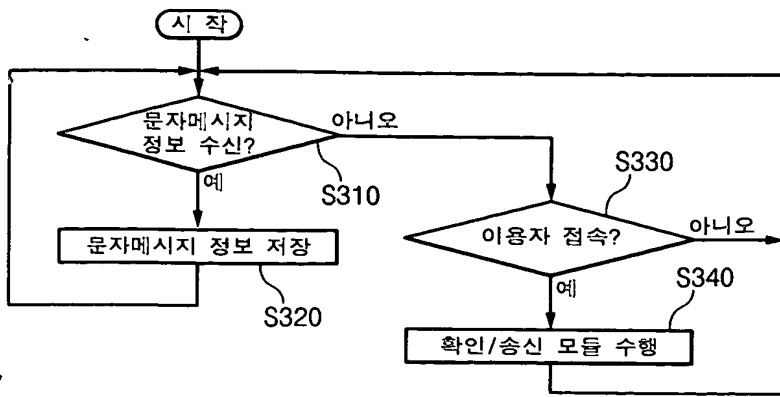 시 작
문자메시지
정보 수신?
아니오
S310
예
문자메시지 정보 저장
S320
S330
이용자 접속?
아니오
예
S340
확인/송신 모듈 수행